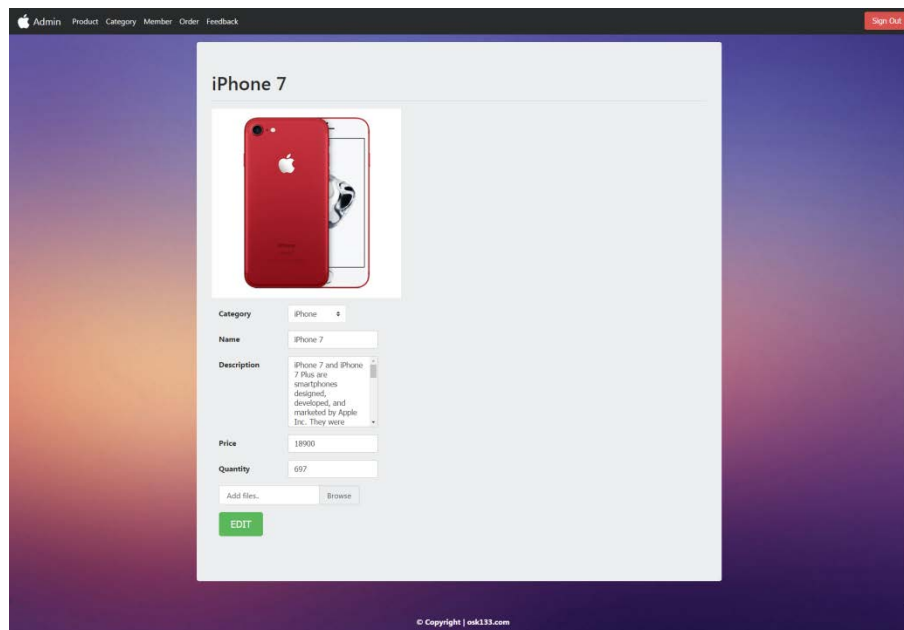 Admin Product Category Member Order Feedback Sign Out
iPhone 7
iPhone
Category iPhone
Name iPhone 7
Description iPhone 7 and iPhone
7 Plus are
smartphones
designed,
developed, and
marketed by Apple
Inc. They were
Price 18900
Quantity 697
Add files.. Browse
EDIT
© Copyright | osk133.com